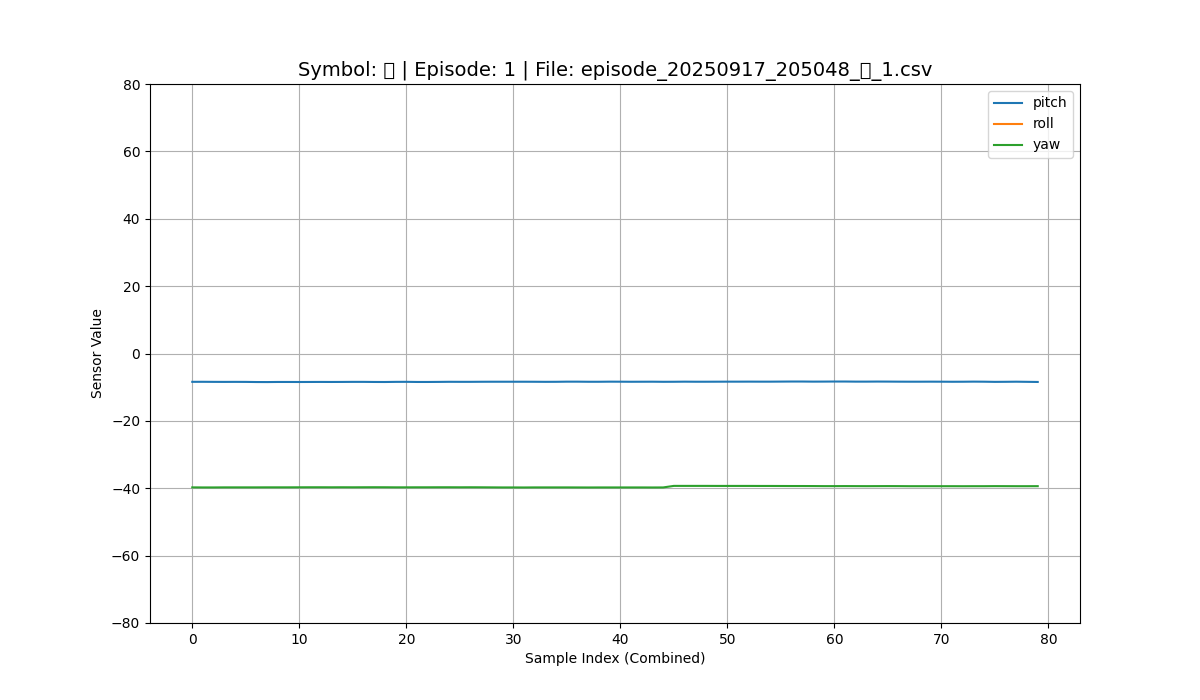 Symbol: ▯ | Episode: 1 | File: episode_20250917_205048_▯_1.csv
80
60
40
20
0
−20
−40
−60
−80
Sensor Value
pitch
roll
yaw
0 10 20 30 40 50 60 70 80
Sample Index (Combined)